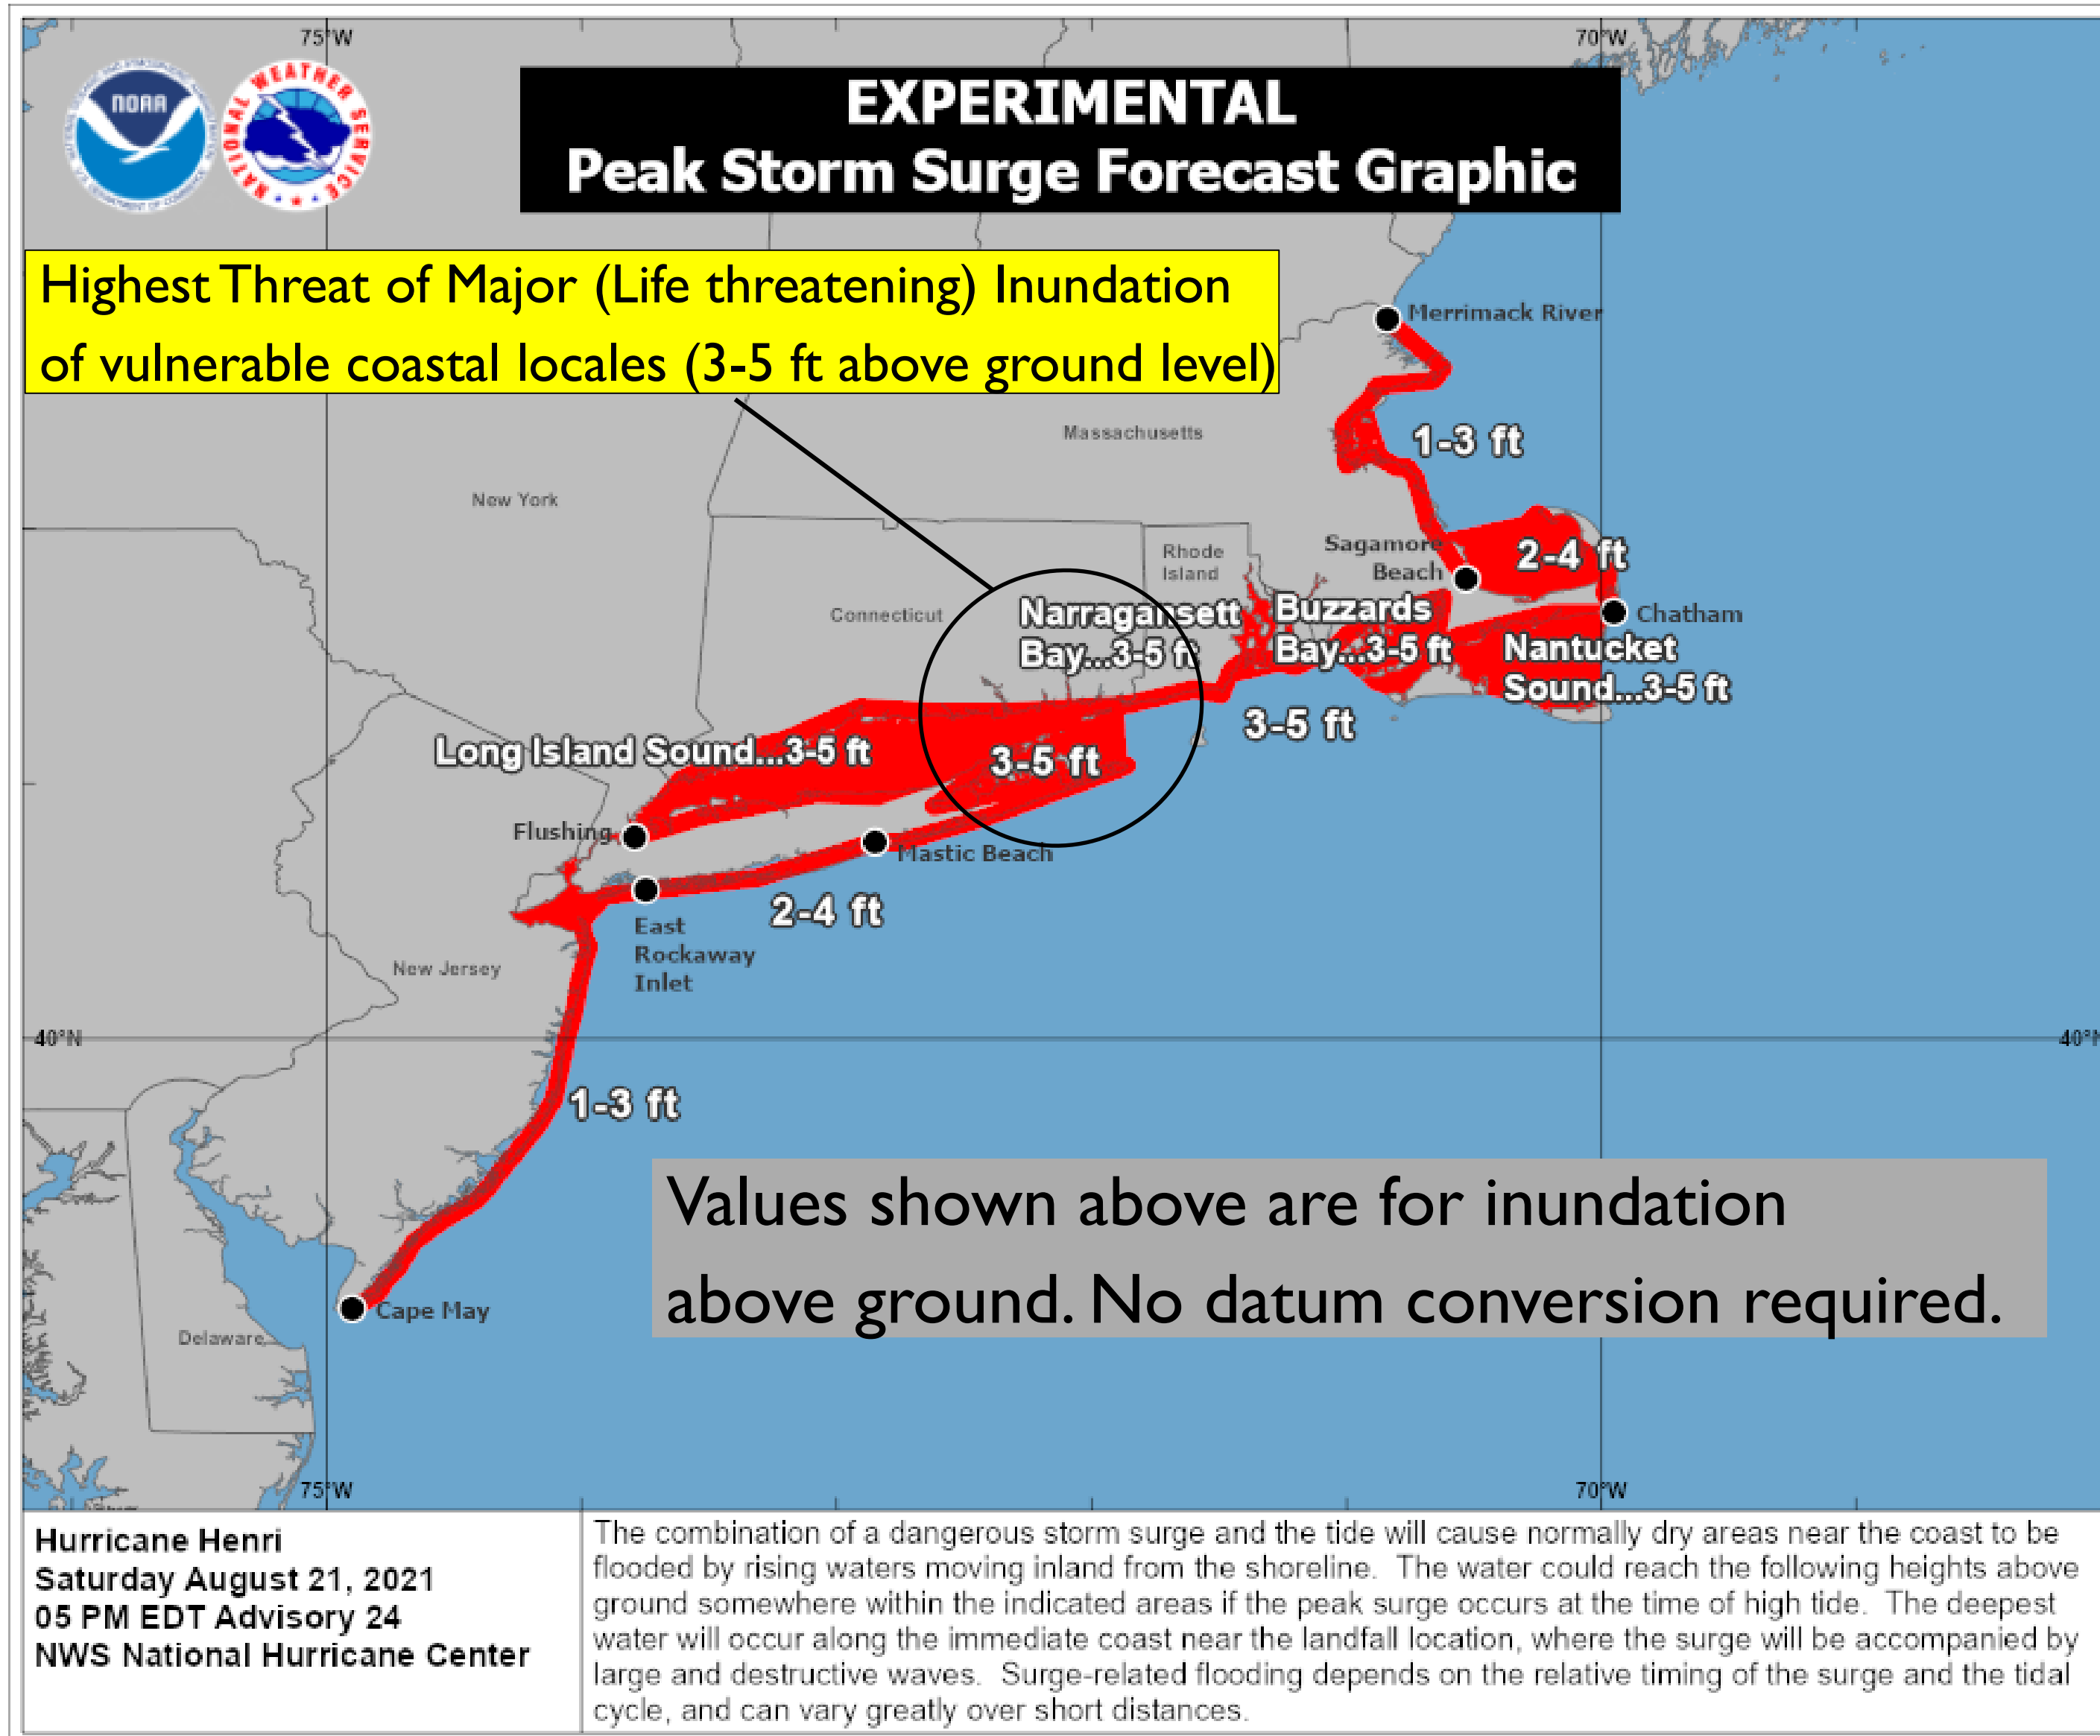 75°W
70°W
NOAA
NATIONAL WEATHER SERVICE
EXPERIMENTAL
Peak Storm Surge Forecast Graphic
Highest Threat of Major (Life threatening) Inundation
of vulnerable coastal locales (3-5 ft above ground level)
Merrimack River
Massachusetts
1-3 ft
New York
Rhode
Island
Sagamore
Beach
2-4 ft
Connecticut
Narragansett
Bay...3-5 ft
Buzzards
Bay...3-5 ft
Chatham
Nantucket
Sound...3-5 ft
3-5 ft
Long Island Sound...3-5 ft
3-5 ft
Flushing
Mastic Beach
2-4 ft
East
Rockaway
Inlet
New Jersey
40°N
40°N
1-3 ft
Values shown above are for inundation
above ground. No datum conversion required.
Cape May
Delaware
75°W
70°W
Hurricane Henri
Saturday August 21, 2021
05 PM EDT Advisory 24
NWS National Hurricane Center
The combination of a dangerous storm surge and the tide will cause normally dry areas near the coast to be
flooded by rising waters moving inland from the shoreline. The water could reach the following heights above
ground somewhere within the indicated areas if the peak surge occurs at the time of high tide. The deepest
water will occur along the immediate coast near the landfall location, where the surge will be accompanied by
large and destructive waves. Surge-related flooding depends on the relative timing of the surge and the tidal
cycle, and can vary greatly over short distances.